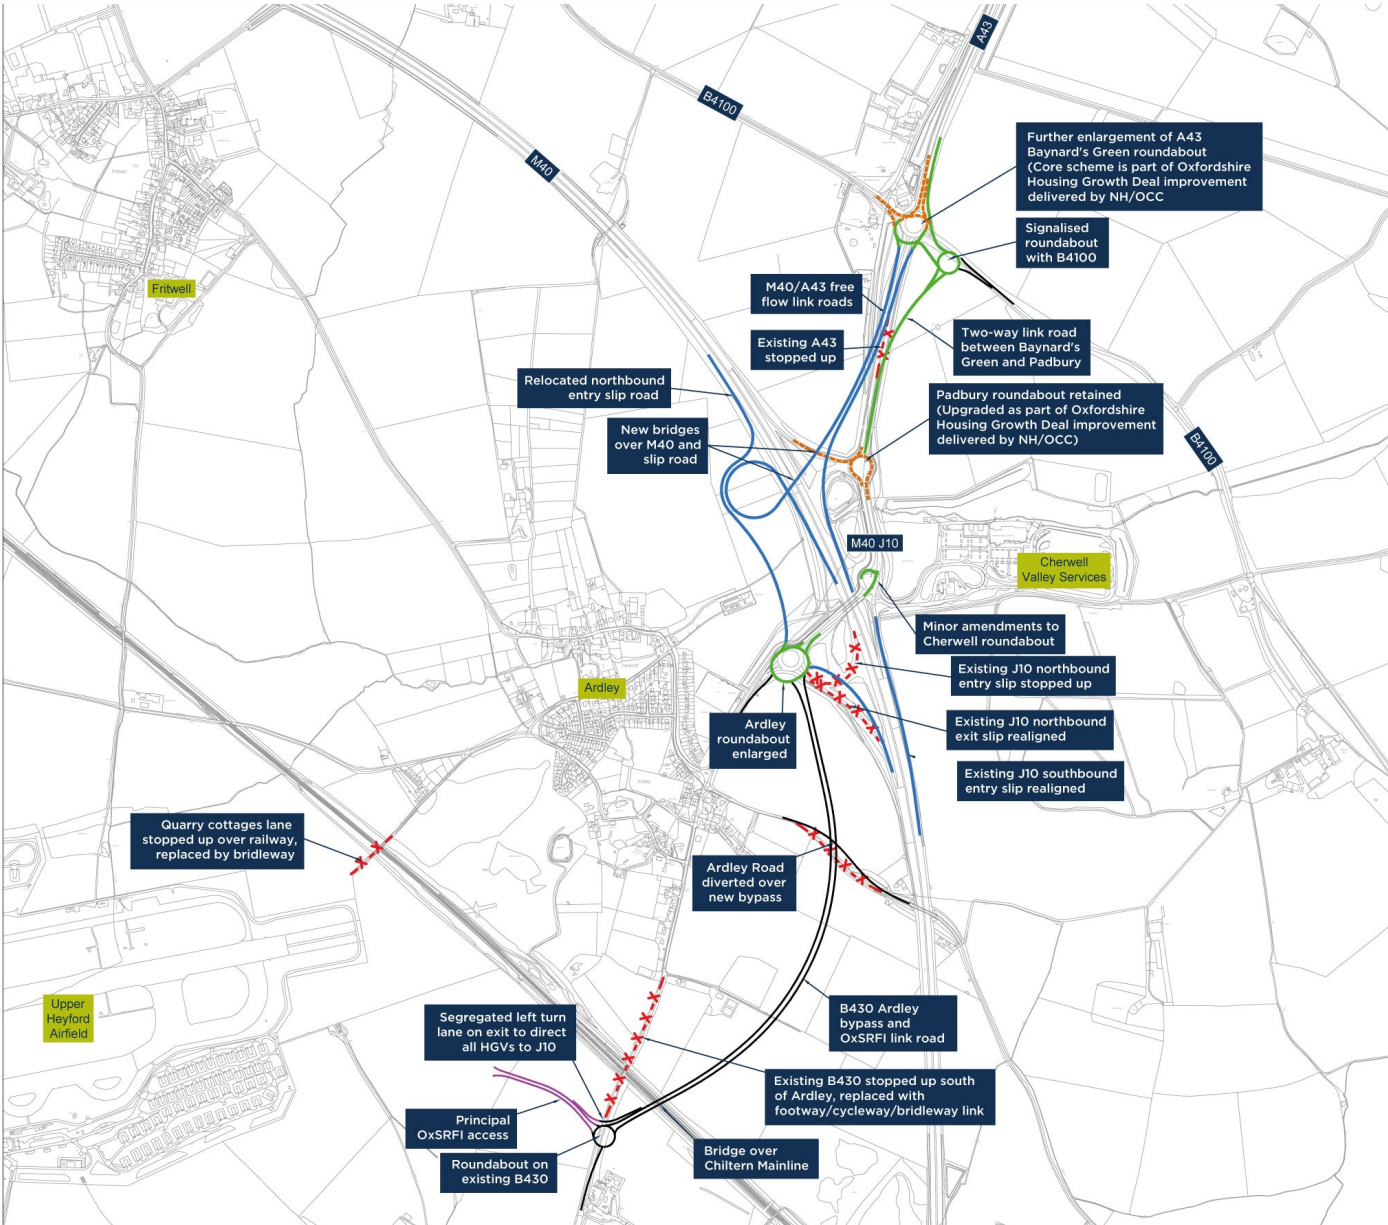 A43
B4100
M40
Further enlargement of A43
Baynard's Green roundabout
(Core scheme is part of Oxfordshire
Housing Growth Deal improvement
delivered by NH/OCC
Signalised
roundabout
with B4100
Fritwell
Fritwell
M40/A43 free
flow link roads
Existing A43
stopped up
Two-way link road
between Baynard's
Green and Padbury
Relocated northbound
entry slip road
Padbury roundabout retained
(Upgraded as part of Oxfordshire
Housing Growth Deal improvement
delivered by NH/OCC)
New bridges
over M40 and
slip road
B4100
M40 J10
Cherwell
Valley Services
Minor amendments to
Cherwell roundabout
Existing J10 northbound
entry slip stopped up
Ardley
Ardley
roundabout
enlarged
Existing J10 northbound
exit slip realigned
Existing J10 southbound
entry slip realigned
Quarry cottages lane
stopped up over railway,
replaced by bridleway
Ardley Road
diverted over
new bypass
Upper
Heyford
Airfield
Segregated left turn
lane on exit to direct
all HGVs to J10
B430 Ardley
bypass and
OxSRFI link road
Existing B430 stopped up south
of Ardley, replaced with
footway/cycleway/bridleway link
Principal
OxSRFI access
Roundabout on
existing B430
Bridge over
Chiltern Mainline